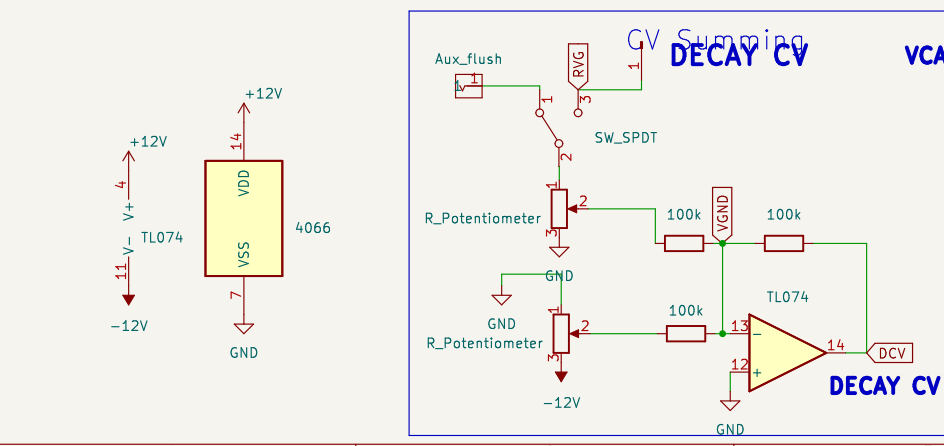 CV Summing
DECAY CV
VCA
Aux_flush
1
1
RVG
1
1
3
SW_SPDT
2
+12V
14
VDD
4066
VSS
7
GND
+12V
4
V+
TL074
V-
11
-12V
1
R_Potentiometer
2
3
GND
100k
VGND
100k
GND
1
R_Potentiometer
2
3
-12V
100k
TL074
13
-
12
+
14
DCV
DECAY CV
GND